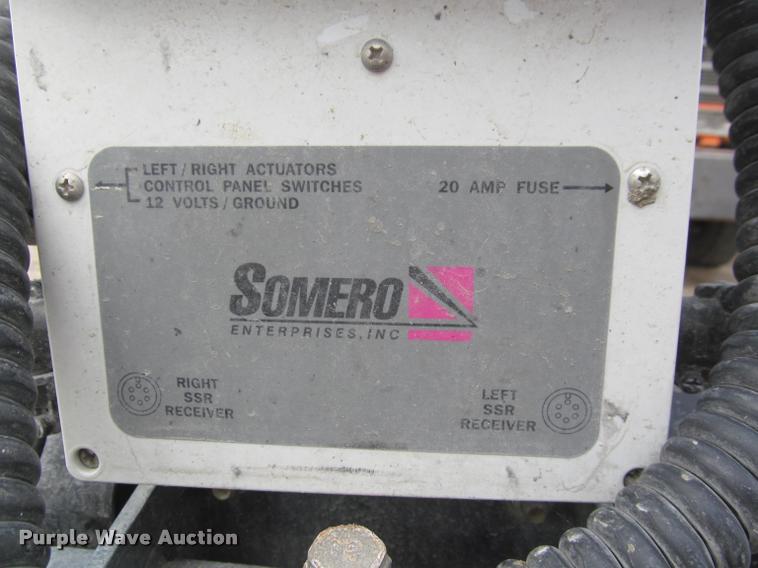 LEFT/RIGHT ACTUATORS
CONTROL PANEL SWITCHES
12 VOLTS/GROUND
20 AMP FUSE
SOMERO
ENTERPRISES, INC
RIGHT
SSR
RECEIVER
LEFT
SSR
RECEIVER
Purple Wave Auction